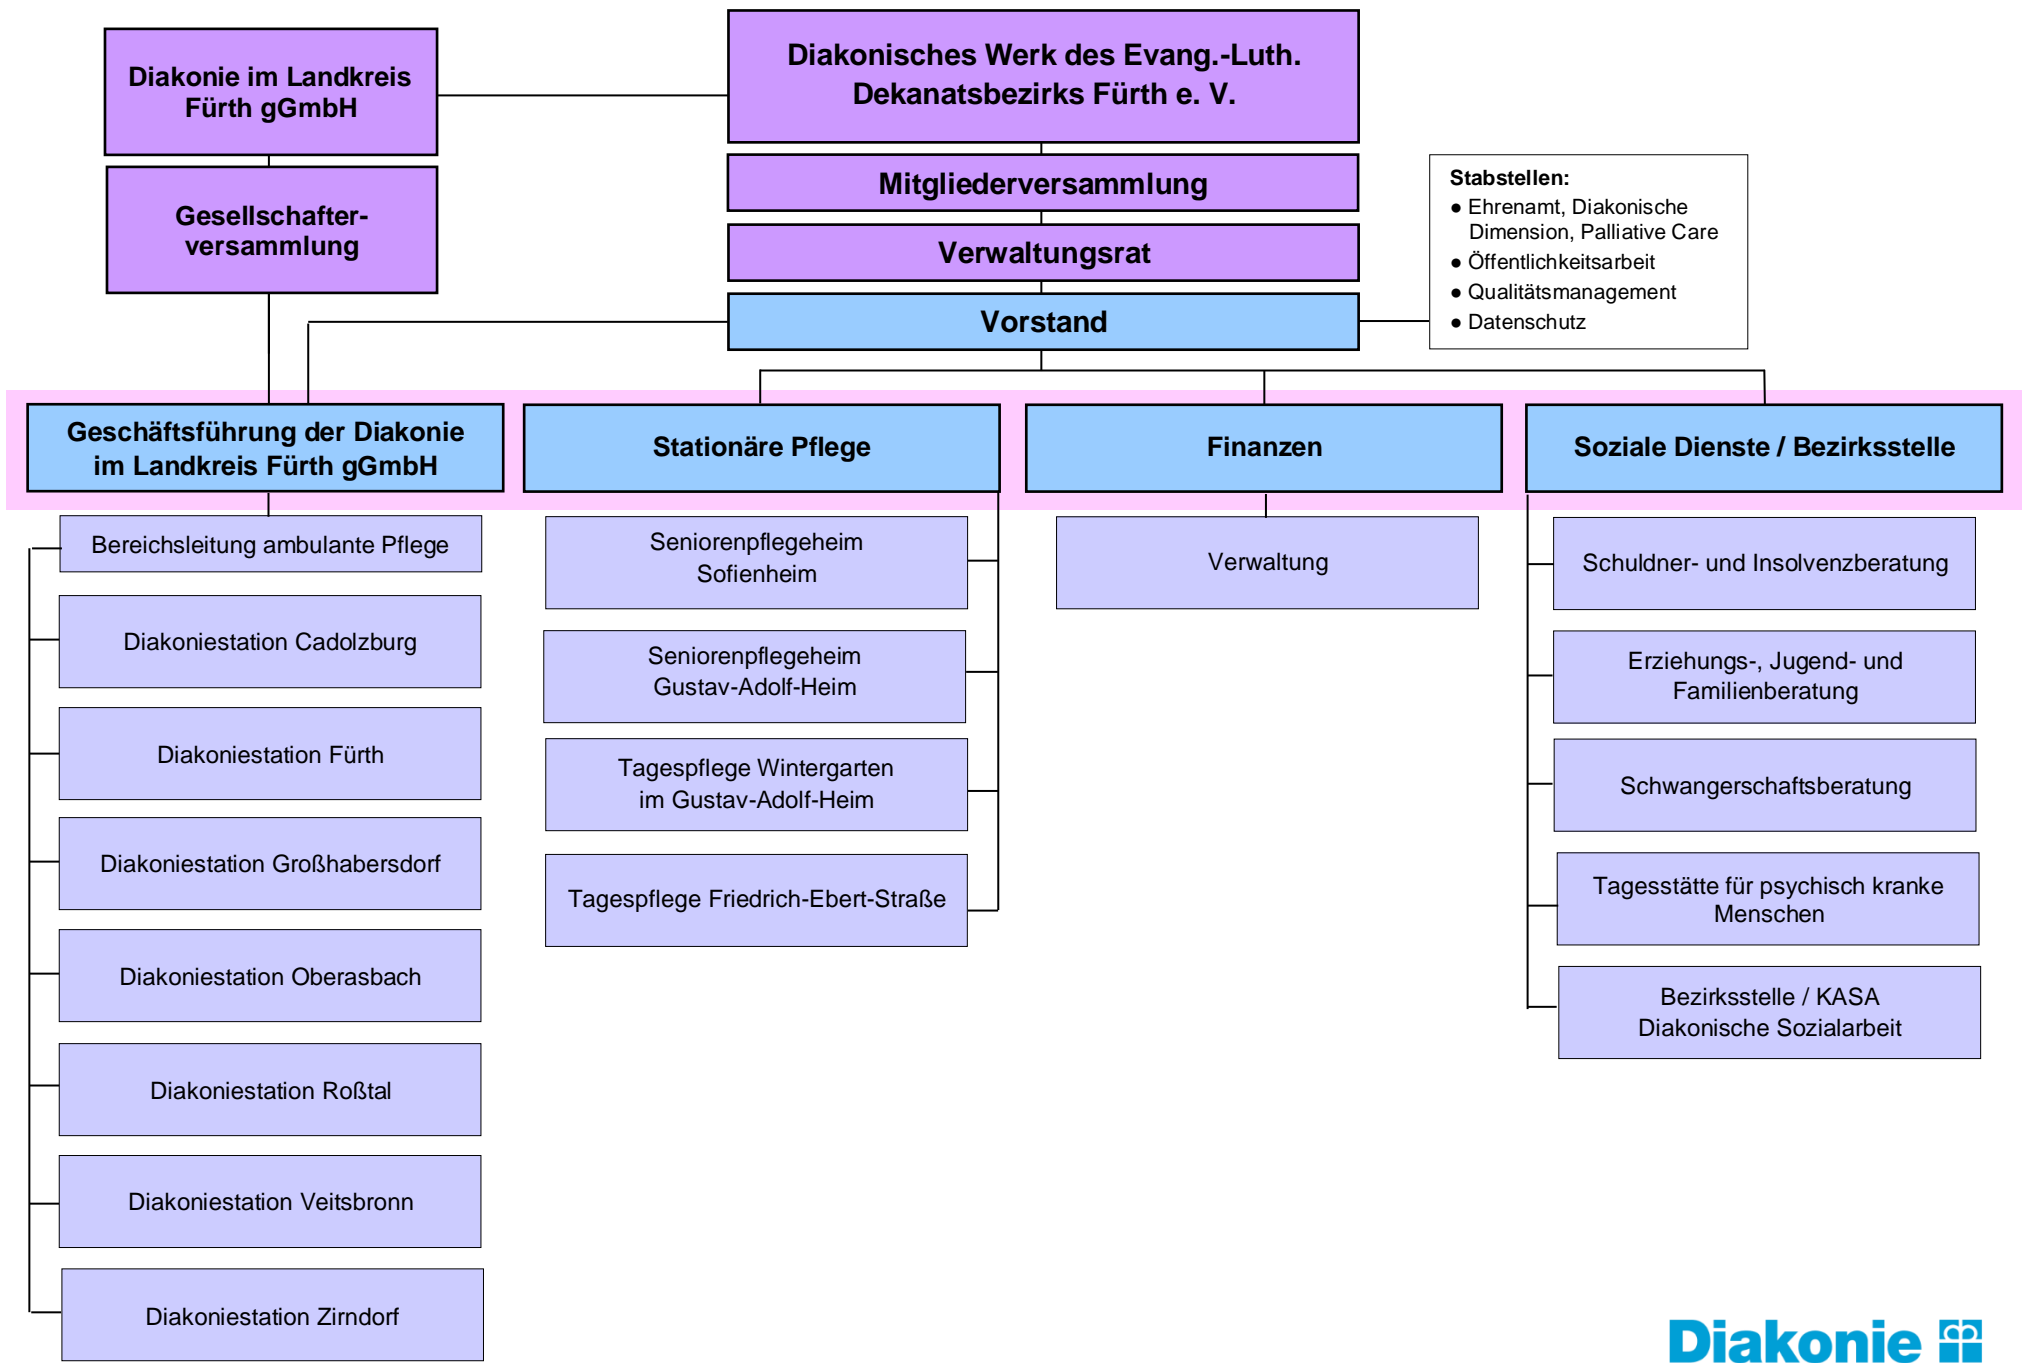 Diakonie im Landkreis
Fürth gGmbH
Diakonisches Werk des Evang.-Luth.
Dekanatsbezirks Fürth e. V.
Gesellschafter-
versammlung
Mitgliederversammlung
Verwaltungsrat
Vorstand
Stabstellen:
● Ehrenamt, Diakonische
Dimension, Palliative Care
● Öffentlichkeitsarbeit
● Qualitätsmanagement
● Datenschutz
Geschäftsführung der Diakonie
im Landkreis Fürth gGmbH
Bereichsleitung ambulante Pflege
Diakoniestation Cadolzburg
Diakoniestation Fürth
Diakoniestation Großhabersdorf
Diakoniestation Oberasbach
Diakoniestation Roßtal
Diakoniestation Veitsbronn
Diakoniestation Zirndorf
Stationäre Pflege
Seniorenpflegeheim
Sofienheim
Seniorenpflegeheim
Gustav-Adolf-Heim
Tagespflege Wintergarten
im Gustav-Adolf-Heim
Tagespflege Friedrich-Ebert-Straße
Finanzen
Verwaltung
Soziale Dienste / Bezirksstelle
Schuldner- und Insolvenzberatung
Erziehungs-, Jugend- und
Familienberatung
Schwangerschaftsberatung
Tagesstätte für psychisch kranke
Menschen
Bezirksstelle / KASA
Diakonische Sozialarbeit
Diakonie